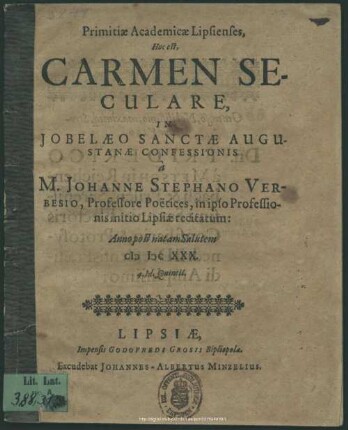 Primitiæ Academicæ Lipsienses,
Hoc est,
CARMEN SE-
CULARE,
IN
JOBELÆO SANCTÆ AUGU-
STANÆ CONFESSIONIS
à
M. JOHANNE STEPHANO VER-
BESIO, Professore Poëtices, in ipso Professio-
nis initio Lipsiæ recitatum:
Anno post natam Salutem
cIɔ Iɔc XXX.
LIPSIÆ,
Impensis GODOFREDI GROSII Bibliopolæ.
Excudebat JOHANNES-ALBERTUS MINZELIUS.
Lit. Lat.